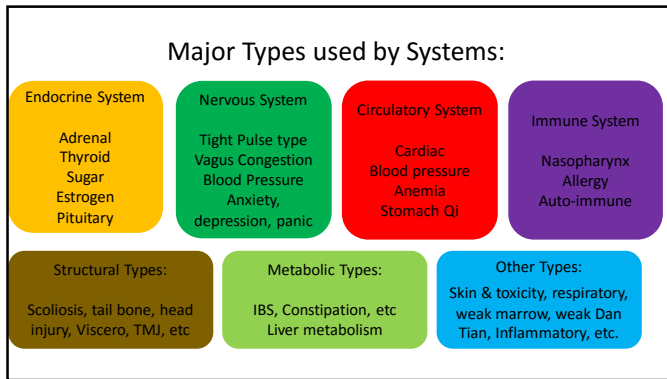 Major Types used by Systems:
Endocrine System
Adrenal
Thyroid
Sugar
Estrogen
Pituitary
Nervous System
Tight Pulse type
Vagus Congestion
Blood Pressure
Anxiety,
depression, panic
Circulatory System
Cardiac
Blood pressure
Anemia
Stomach Qi
Immune System
Nasopharynx
Allergy
Auto-immune
Structural Types:
Scoliosis, tail bone, head
injury, Viscero, TMJ, etc
Metabolic Types:
IBS, Constipation, etc
Liver metabolism
Other Types:
Skin & toxicity, respiratory,
weak marrow, weak Dan
Tian, Inflammatory, etc.